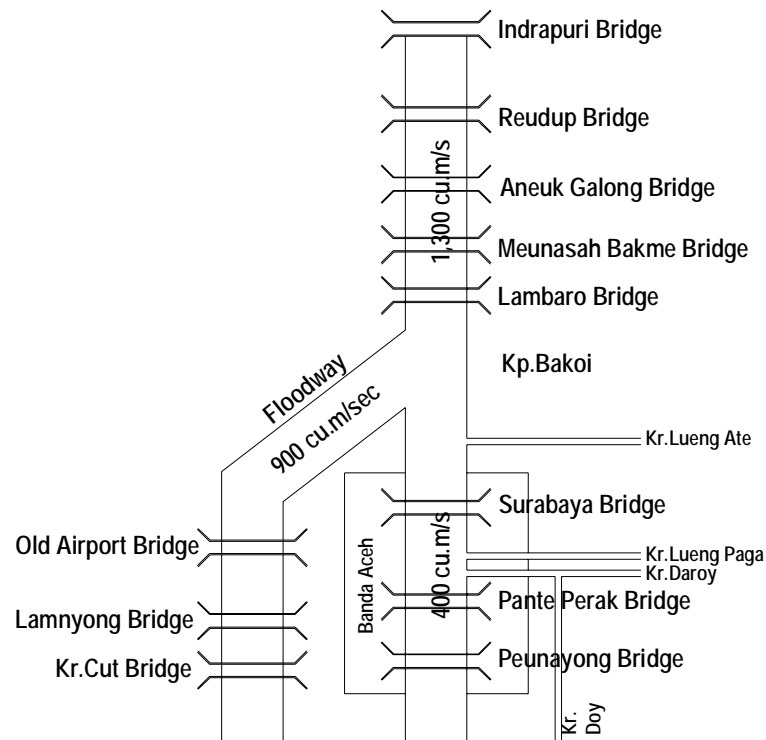 Indrapuri Bridge
Reudup Bridge
1,300 cu.m/s
Aneuk Galong Bridge
Meunasah Bakme Bridge
Lambaro Bridge
Floodway
900 cu.m/sec
Kp.Bakoi
Kr.Lueng Ate
Surabaya Bridge
Old Airport Bridge
Banda Aceh
400 cu.m/s
Kr.Lueng Paga
Kr.Daroy
Pante Perak Bridge
Lamnyong Bridge
Peunayong Bridge
Kr.Cut Bridge
Kr.
Doy